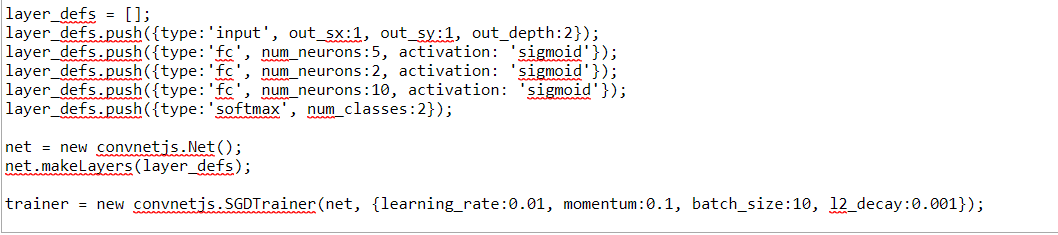 layer_defs = [];
layer_defs.push({type:'input', out_sx:1, out_sy:1, out_depth:2});
layer_defs.push({type:'fc', num_neurons:5, activation: 'sigmoid'});
layer_defs.push({type:'fc', num_neurons:2, activation: 'sigmoid'});
layer_defs.push({type:'fc', num_neurons:10, activation: 'sigmoid'});
layer_defs.push({type:'softmax', num_classes:2});
net = new convnetjs.Net();
net.makeLayers(layer_defs);
trainer = new convnetjs.SGDTrainer(net, {learning_rate:0.01, momentum:0.1, batch_size:10, l2_decay:0.001});